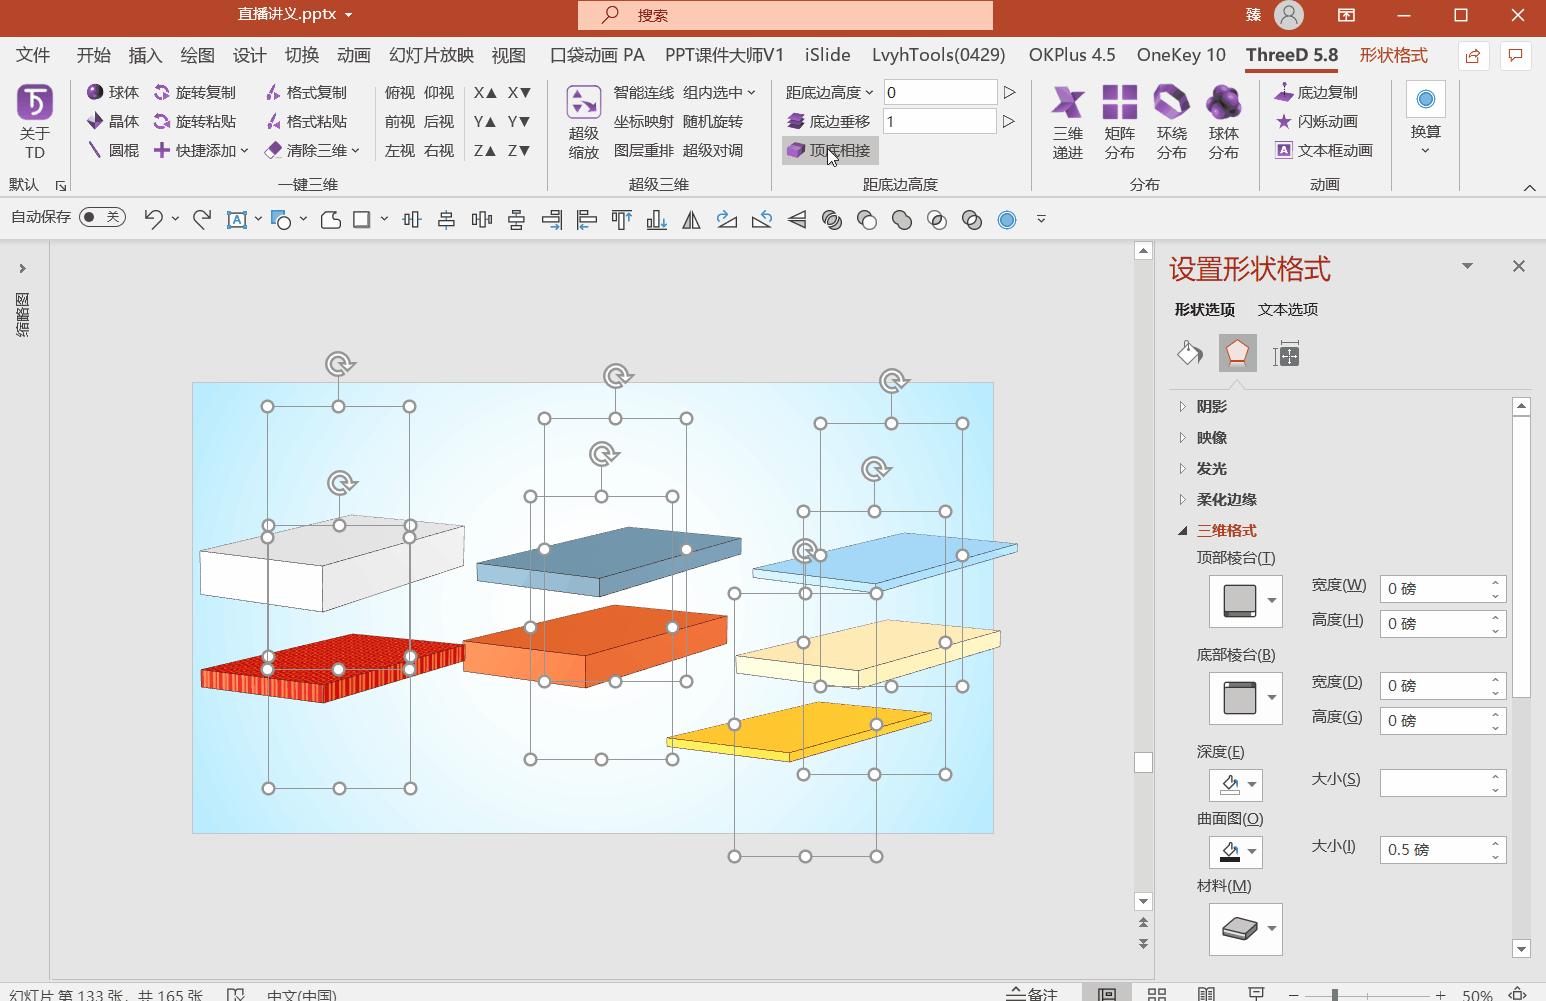 直播讲义.pptx
搜索
臻
文件 开始 插入 绘图 设计 切换 动画 幻灯片放映 视图 口袋动画 PA PPT课件大师V1 iSlide LvyhTools(0429) OKPlus 4.5 OneKey 10 ThreeD 5.8 形状格式
关于
TD
默认
球体 旋转复制 格式复制 俯视 仰视 X▲ X▼
晶体 旋转粘贴 格式粘贴 前视 后视 Y▲ Y▼
圆棍 快捷添加 清除三维 左视 右视 Z▲ Z▼
一键三维
超级
缩放
智能连线 组内选中
坐标映射 随机旋转
图层重排 超级对调
超级三维
距底边高度 0
底边垂移 1
顶底相接
距底边高度
三维
递进
矩阵
分布
环绕
分布
球体
分布
分布
底边复制
闪烁动画
文本框动画
动画
换算
自动保存 关
缩略图
设置形状格式
形状选项 文本选项
阴影
映像
发光
柔化边缘
三维格式
顶部棱台(T)
宽度(W) 0 磅
高度(H) 0 磅
底部棱台(B)
宽度(D) 0 磅
高度(G) 0 磅
深度(E)
大小(S)
曲面图(O)
大小(I) 0.5 磅
材料(M)
幻灯片 第 133 张，共 165 张 中文(中国) 备注 50%